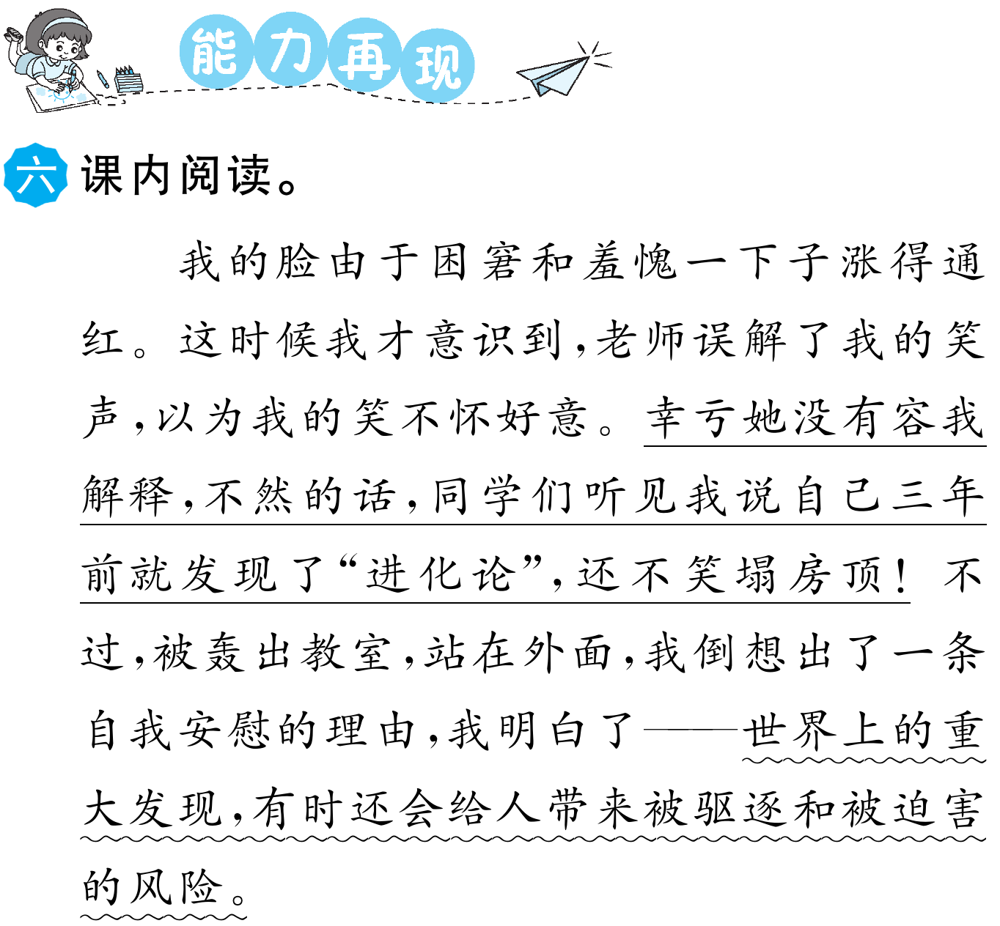 能力再现
六 课内阅读。
我的脸由于困窘和羞愧一下子涨得通
红。这时候我才意识到,老师误解了我的笑
声,以为我的笑不怀好意。幸亏她没有容我
解释,不然的话,同学们听见我说自己三年
前就发现了“进化论”,还不笑塌房顶!不
过,被轰出教室,站在外面,我倒想出了一条
自我安慰的理由,我明白了——世界上的重
大发现,有时还会给人带来被驱逐和被迫害
的风险。